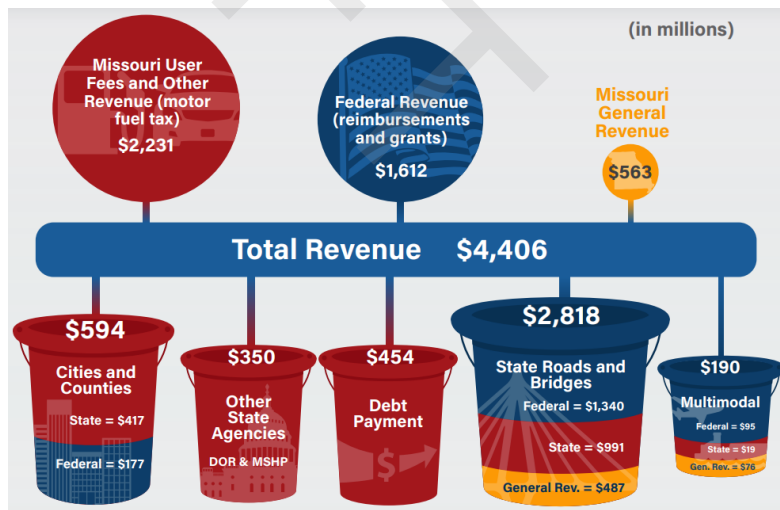 (in millions)
Missouri User
Fees and Other
Revenue (motor
fuel tax)
$2,231
Federal Revenue
(reimbursements
and grants)
$1,612
Missouri
General
Revenue
$563
Total Revenue $4,406
$594
Cities and
Counties
State = $417
Federal = $177
$350
Other
State
Agencies
DOR & MSHP
$454
Debt
Payment
$
$2,818
State Roads and
Bridges
Federal = $1,340
State = $991
General Rev. = $487
$190
Multimodal
Federal = $95
State = $19
Gen. Rev. = $76